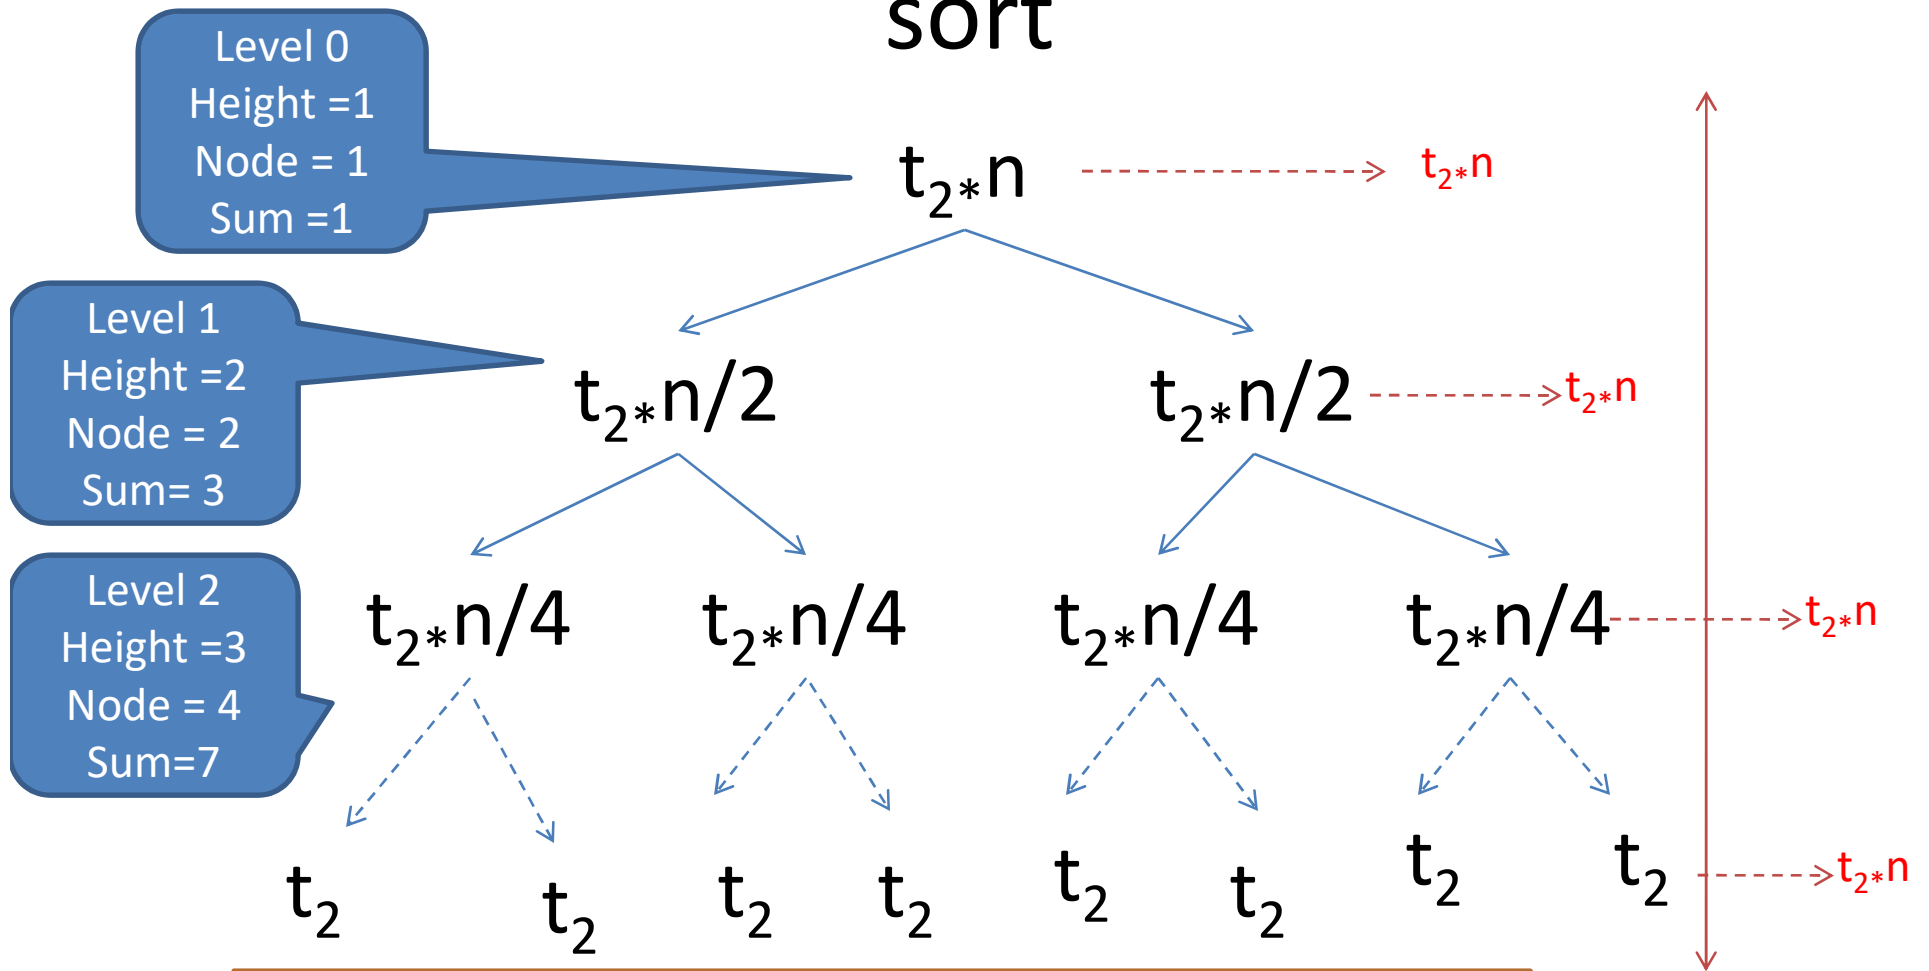 sort
Level 0
Height =1
Node = 1
Sum =1
t₂*n
t₂*n
Level 1
Height =2
Node = 2
Sum= 3
t₂*n/2 t₂*n/2
t₂*n
Level 2
Height =3
Node = 4
Sum=7
t₂*n/4 t₂*n/4 t₂*n/4 t₂*n/4
t₂*n
t₂ t₂ t₂ t₂ t₂ t₂ t₂ t₂
t₂*n